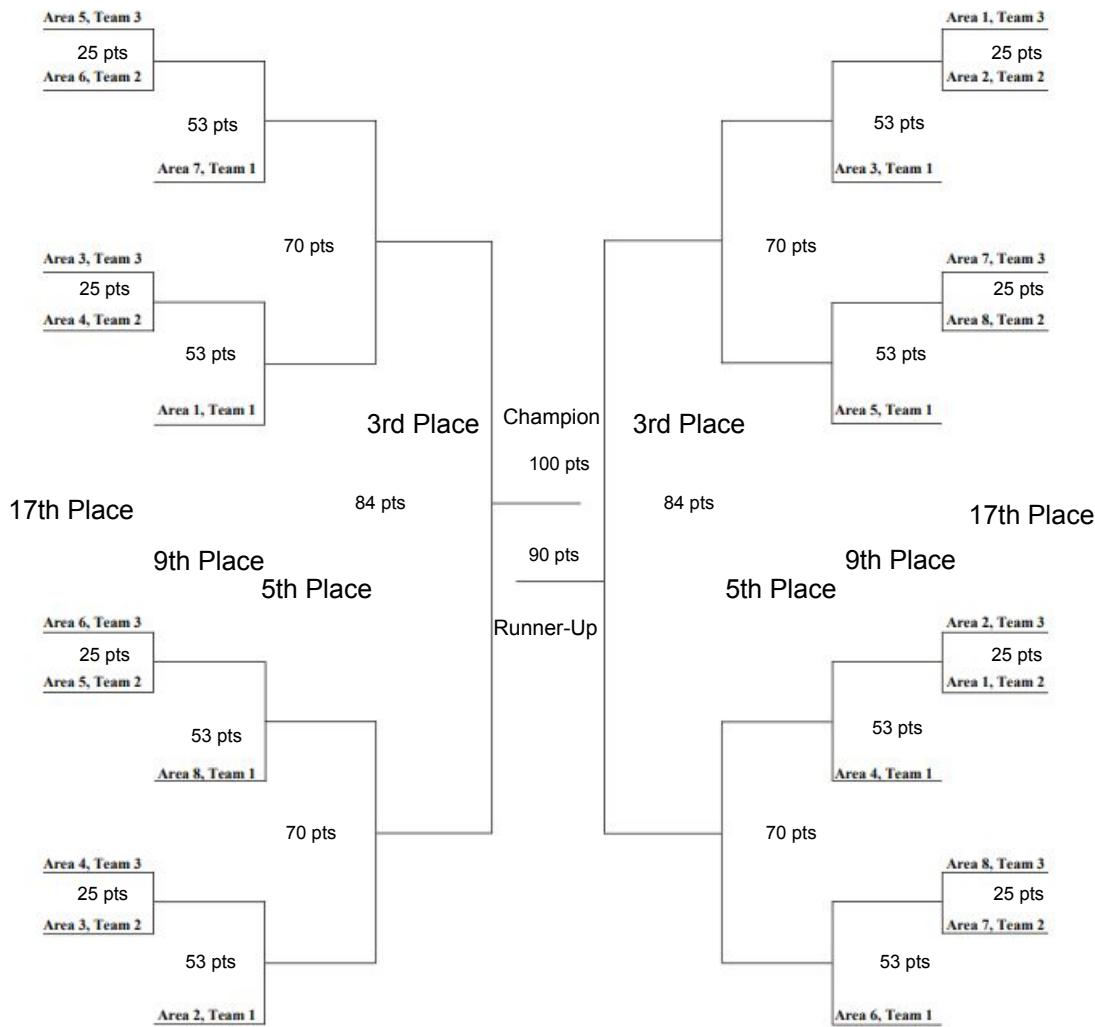 Area 5, Team 3
25 pts
Area 6, Team 2
53 pts
Area 7, Team 1
70 pts
Area 3, Team 3
25 pts
Area 4, Team 2
53 pts
Area 1, Team 1
3rd Place
84 pts
17th Place
9th Place
5th Place
Area 6, Team 3
25 pts
Area 5, Team 2
53 pts
Area 8, Team 1
70 pts
Area 4, Team 3
25 pts
Area 3, Team 2
53 pts
Area 2, Team 1
Champion
100 pts
90 pts
Runner-Up
Area 1, Team 3
25 pts
Area 2, Team 2
53 pts
Area 3, Team 1
70 pts
Area 7, Team 3
25 pts
Area 8, Team 2
53 pts
Area 5, Team 1
3rd Place
84 pts
17th Place
9th Place
5th Place
Area 2, Team 3
25 pts
Area 1, Team 2
53 pts
Area 4, Team 1
70 pts
Area 8, Team 3
25 pts
Area 7, Team 2
53 pts
Area 6, Team 1